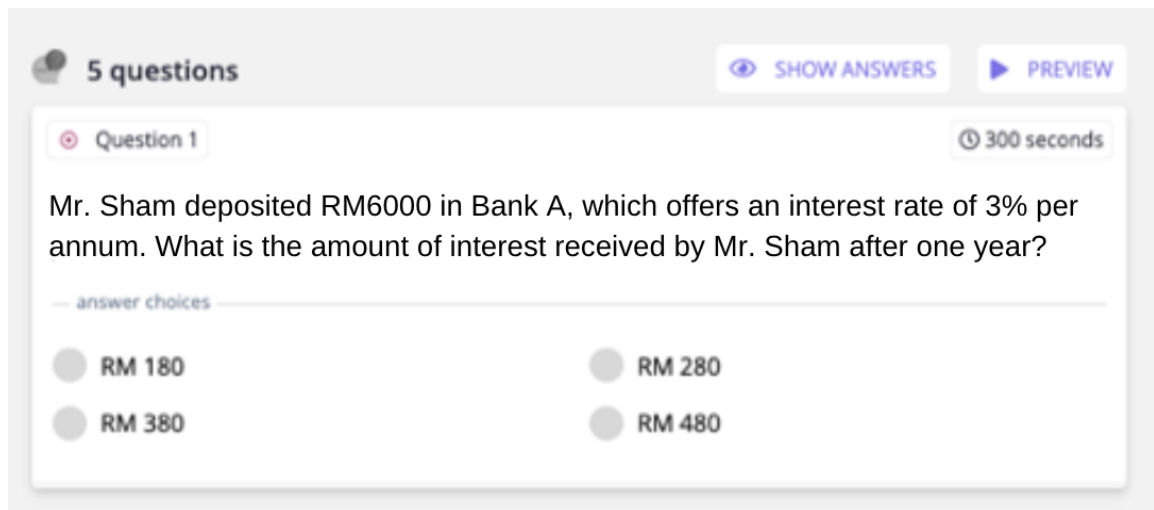 5 questions
SHOW ANSWERS
PREVIEW
Question 1
300 seconds
Mr. Sham deposited RM6000 in Bank A, which offers an interest rate of 3% per
annum. What is the amount of interest received by Mr. Sham after one year?
answer choices
RM 180
RM 280
RM 380
RM 480